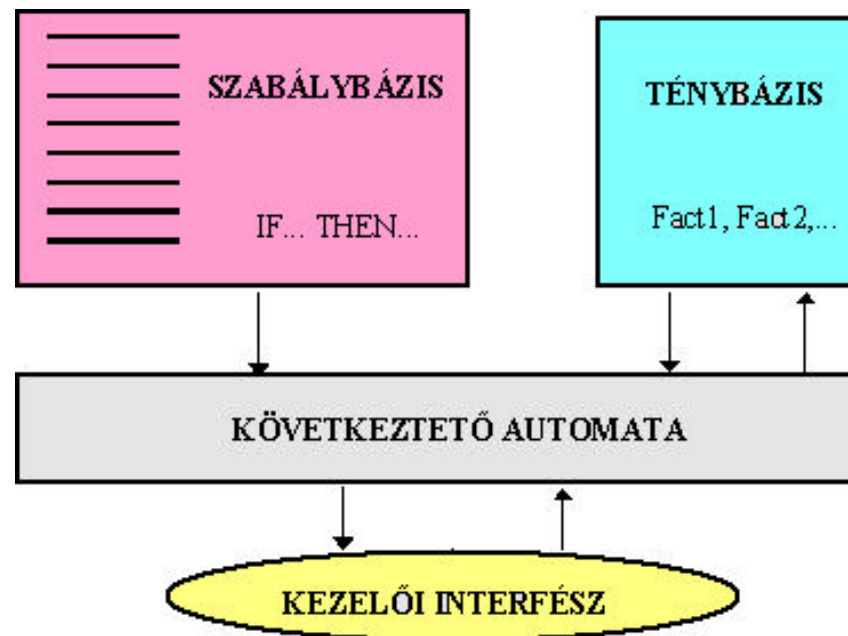 SZABÁLYBÁZIS
IF... THEN...
TÉNYBÁZIS
Fact1, Fact2,...
KÖVETKEZTETŐ AUTOMATA
KEZELŐI INTERFÉSZ